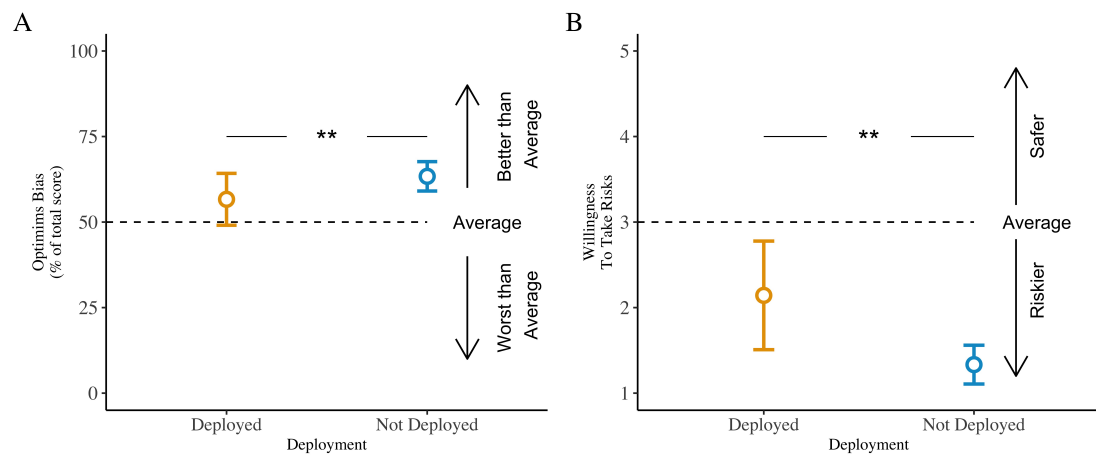 A
Optimims Bias
(% of total score)
100
75
50
25
0
**
Better than
Average
Average
Worst than
Average
Deployed
Not Deployed
Deployment
B
Willingness
To Take Risks
5
4
3
2
1
**
Safer
Average
Riskier
Deployed
Not Deployed
Deployment